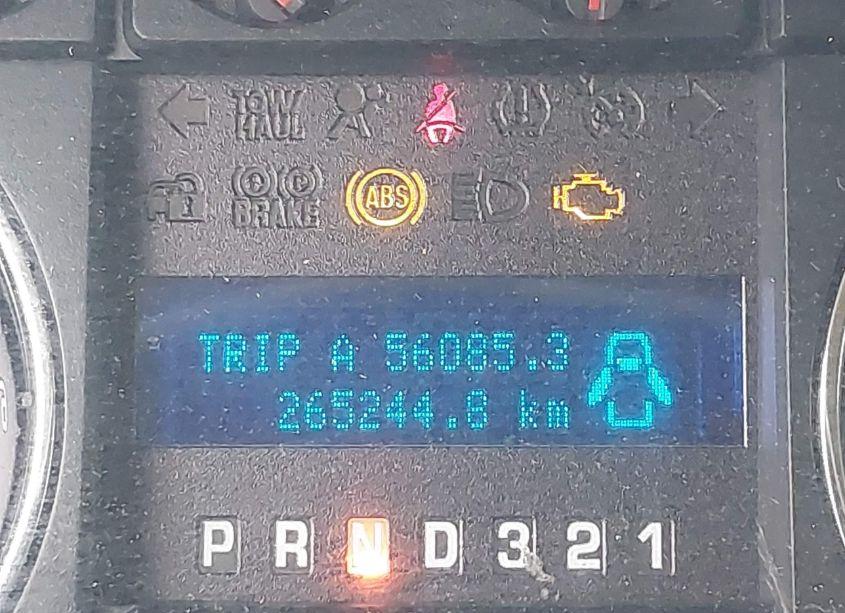 TOW
HAUL
ABS
BRAKE
TRIP A 56085.3
265244.8 km
P R N D 3 2 1